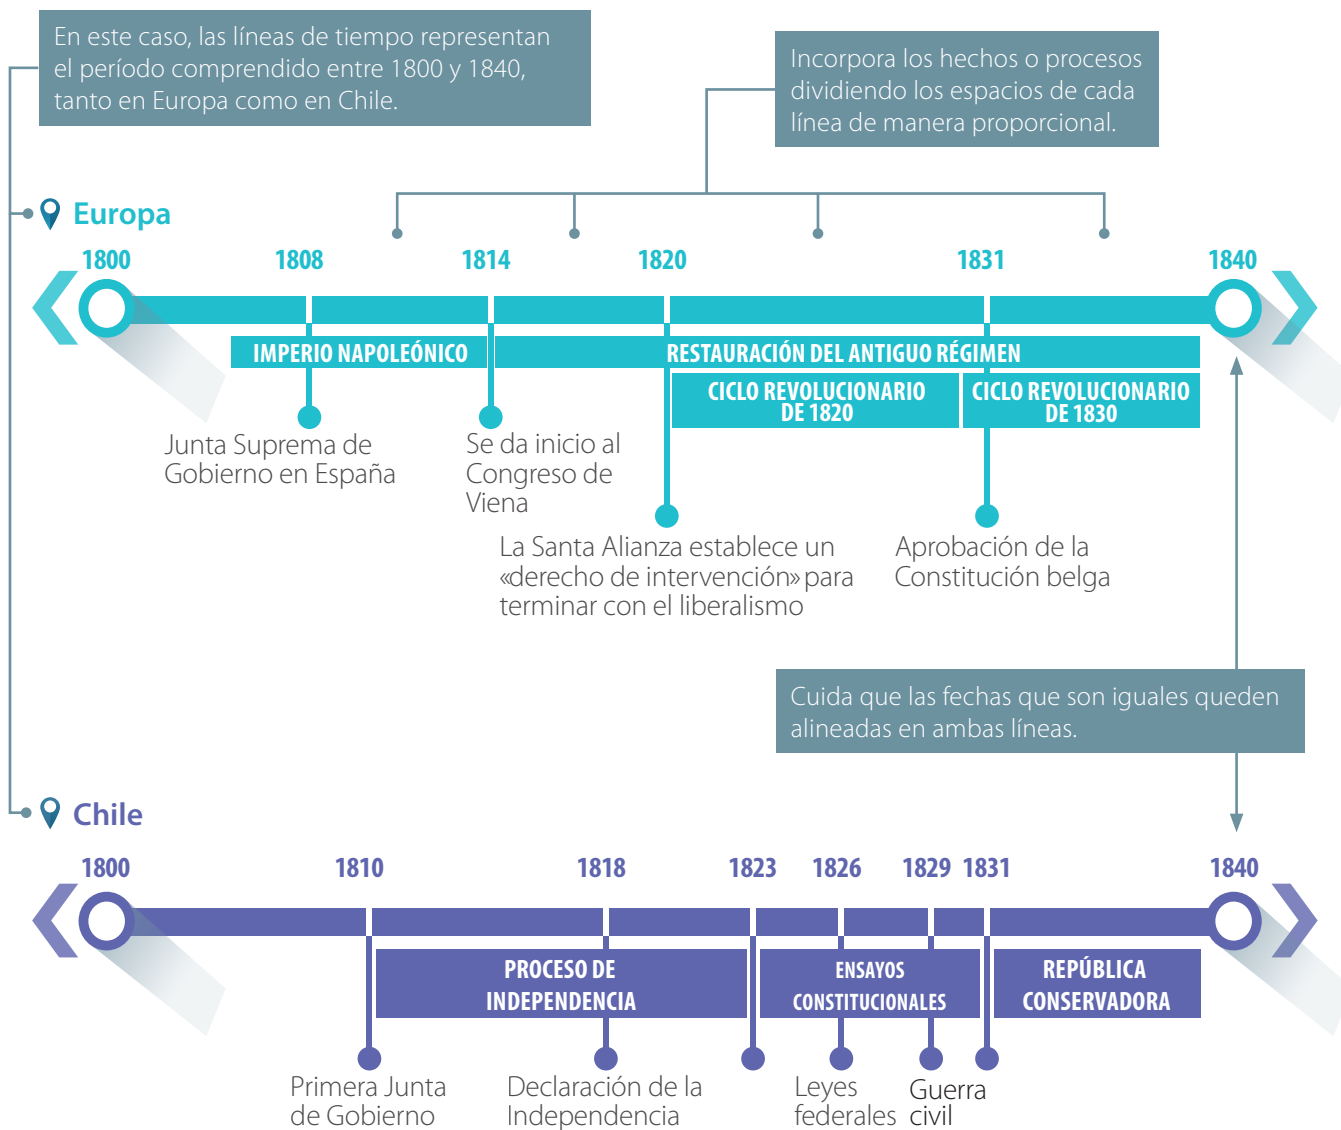 En este caso, las líneas de tiempo representan
el período comprendido entre 1800 y 1840,
tanto en Europa como en Chile.
Incorpora los hechos o procesos
dividiendo los espacios de cada
línea de manera proporcional.
Europa
1800 1808 1814 1820 1831 1840
IMPERIO NAPOLEÓNICO
RESTAURACIÓN DEL ANTIGUO RÉGIMEN
CICLO REVOLUCIONARIO
DE 1820
CICLO REVOLUCIONARIO
DE 1830
Junta Suprema de
Gobierno en España
Se da inicio al
Congreso de
Viena
La Santa Alianza establece un
«derecho de intervención» para
terminar con el liberalismo
Aprobación de la
Constitución belga
Cuida que las fechas que son iguales queden
alineadas en ambas líneas.
Chile
1800 1810 1818 1823 1826 1829 1831 1840
PROCESO DE
INDEPENDENCIA
ENSAYOS
CONSTITUCIONALES
REPÚBLICA
CONSERVADORA
Primera Junta
de Gobierno
Declaración de la
Independencia
Leyes
federales
Guerra
civil